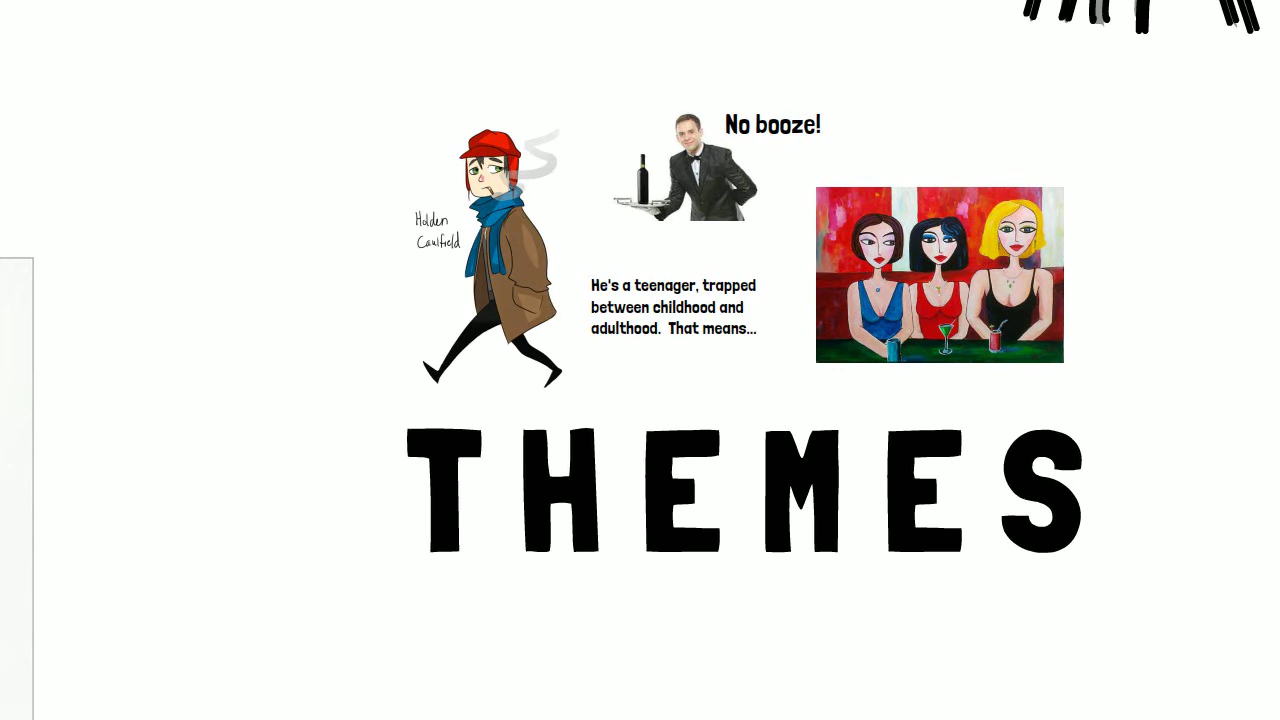 No booze!
Holden
Caulfield
He's a teenager, trapped
between childhood and
adulthood.  That means...
THEMES